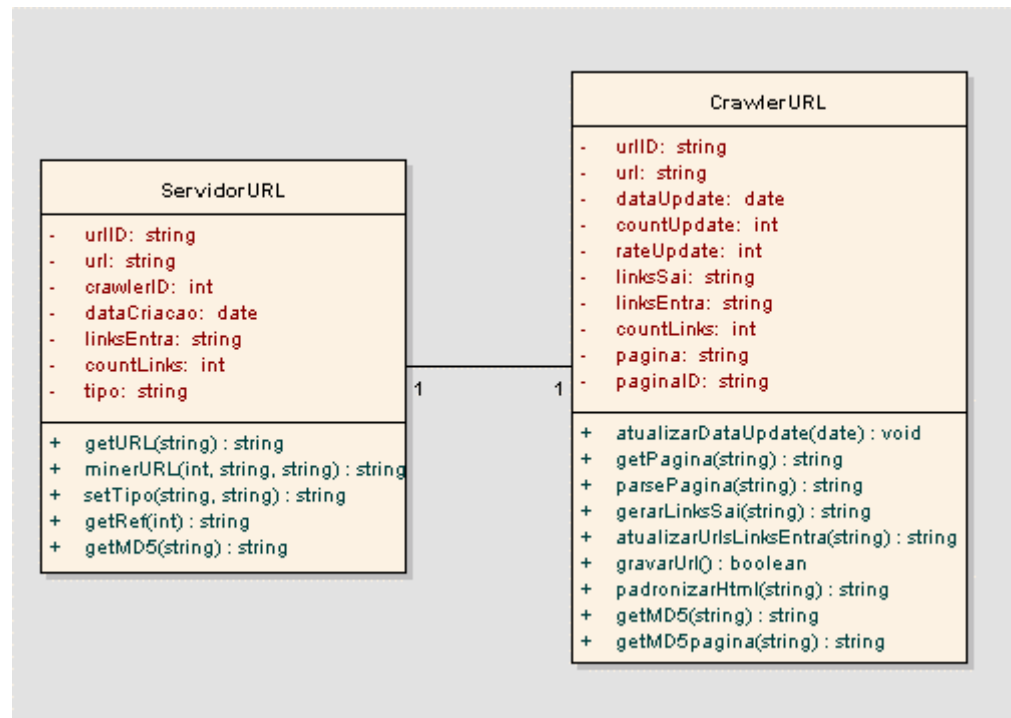 ServidorURL
- urlID: string
- url: string
- crawlerID: int
- dataCriacao: date
- linksEntra: string
- countLinks: int
- tipo: string
+ getURL(string) : string
+ minerURL(int, string, string) : string
+ setTipo(string, string) : string
+ getRef(int) : string
+ getMD5(string) : string
1
1
CrawlerURL
- urlID: string
- url: string
- dataUpdate: date
- countUpdate: int
- rateUpdate: int
- linksSai: string
- linksEntra: string
- countLinks: int
- pagina: string
- paginaID: string
+ atualizarDataUpdate(date) : void
+ getPagina(string) : string
+ parsePagina(string) : string
+ gerarLinksSai(string) : string
+ atualizarUrlsLinksEntra(string) : string
+ gravarUrl() : boolean
+ padronizarHtml(string) : string
+ getMD5(string) : string
+ getMD5pagina(string) : string